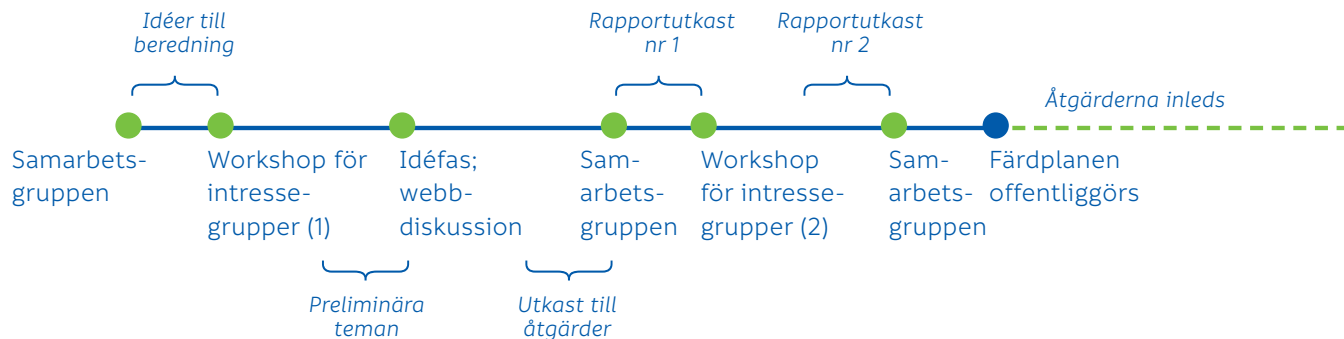 Idéer till
beredning
Rapportutkast
nr 1
Rapportutkast
nr 2
Åtgärderna inleds
Samarbets-
gruppen
Workshop för
intresse-
grupper (1)
Idéfas;
webb-
diskussion
Sam-
arbets-
gruppen
Workshop
för intresse-
grupper (2)
Sam-
arbets-
gruppen
Färdplanen
offentliggörs
Preliminära
teman
Utkast till
åtgärder